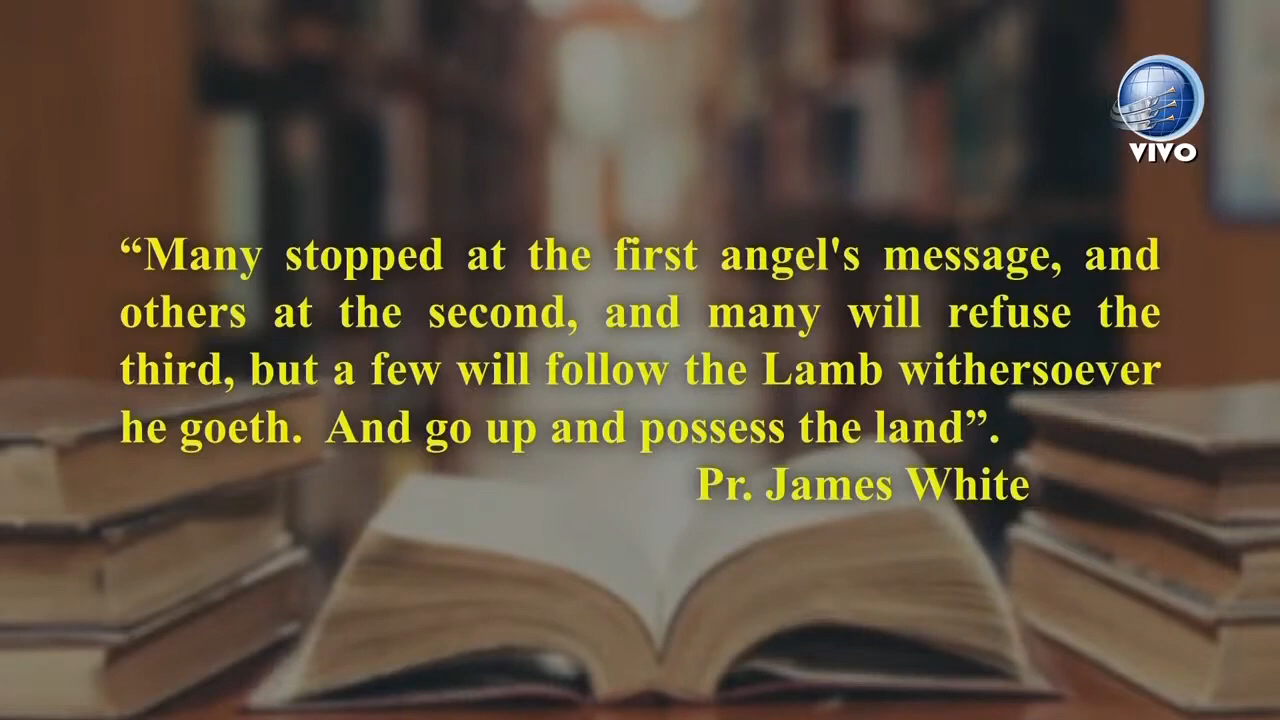 VIVO
“Many stopped at the first angel's message, and
others at the second, and many will refuse the
third, but a few will follow the Lamb withersoever
he goeth.  And go up and possess the land”.
Pr. James White